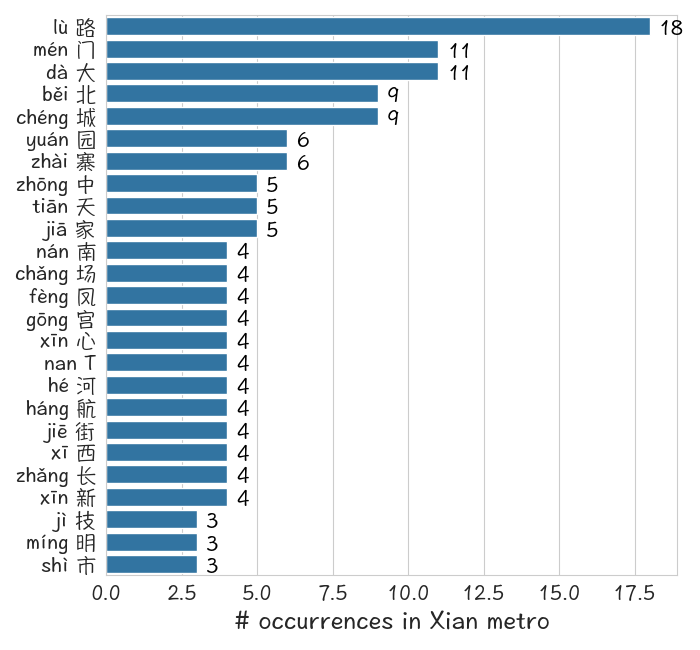 lù 路 18
mén 门 11
dà 大 11
běi 北 9
chéng 城 9
yuán 园 6
zhài 寨 6
zhōng 中 5
tiān 天 5
jiā 家 5
nán 南 4
chǎng 场 4
fèng 凤 4
gōng 宫 4
xīn 心 4
nan T 4
hé 河 4
háng 航 4
jiē 街 4
xī 西 4
zhǎng 长 4
xīn 新 4
jì 技 3
míng 明 3
shì 市 3
0.0 2.5 5.0 7.5 10.0 12.5 15.0 17.5
# occurrences in Xian metro